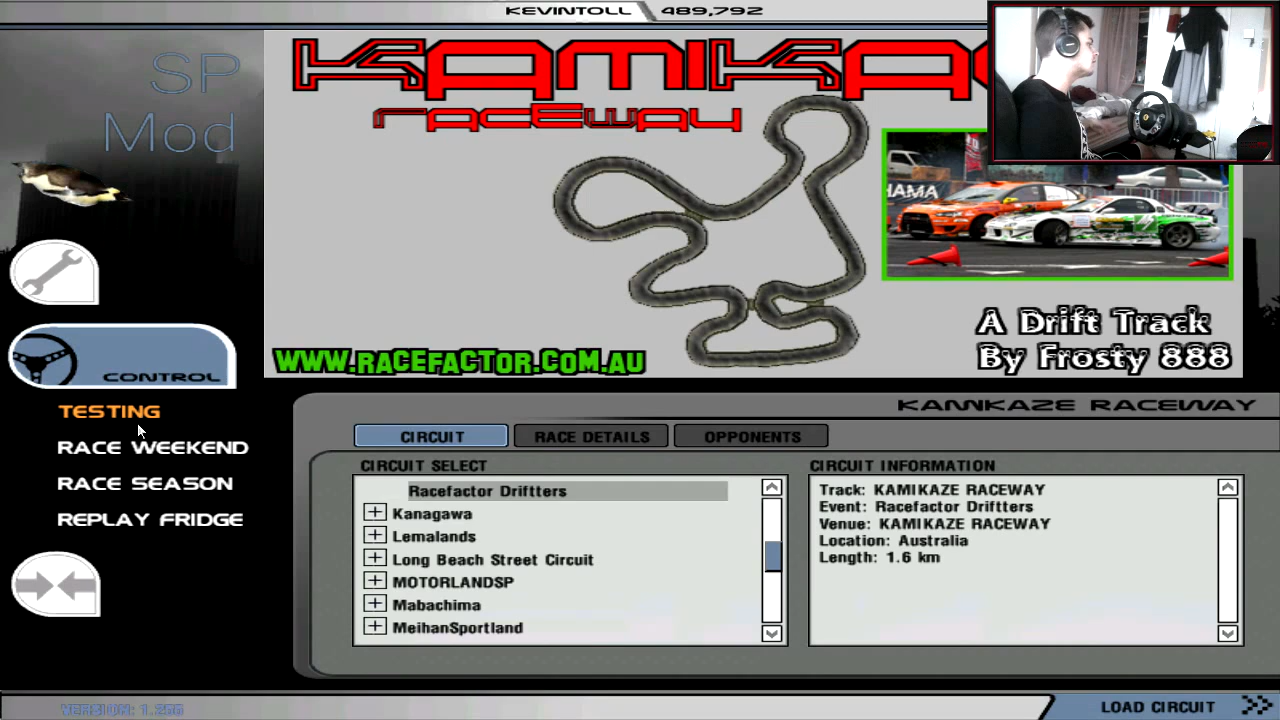 KEVINTOLL 489,792
SP
Mod
KAMIKA
raceway
HAMA
A Drift Track
By Frosty 888
WWW.RACEFACTOR.COM.AU
CONTROL
TESTING
RACE WEEKEND
RACE SEASON
REPLAY FRIDGE
KAMIKAZE RACEWAY
CIRCUIT RACE DETAILS OPPONENTS
CIRCUIT SELECT
Racefactor Driftters
Kanagawa
Lemalands
Long Beach Street Circuit
MOTORLANDSP
Mabachima
MeihanSportland
CIRCUIT INFORMATION
Track: KAMIKAZE RACEWAY
Event: Racefactor Driftters
Venue: KAMIKAZE RACEWAY
Location: Australia
Length: 1.6 km
VERSION: 1.255
LOAD CIRCUIT